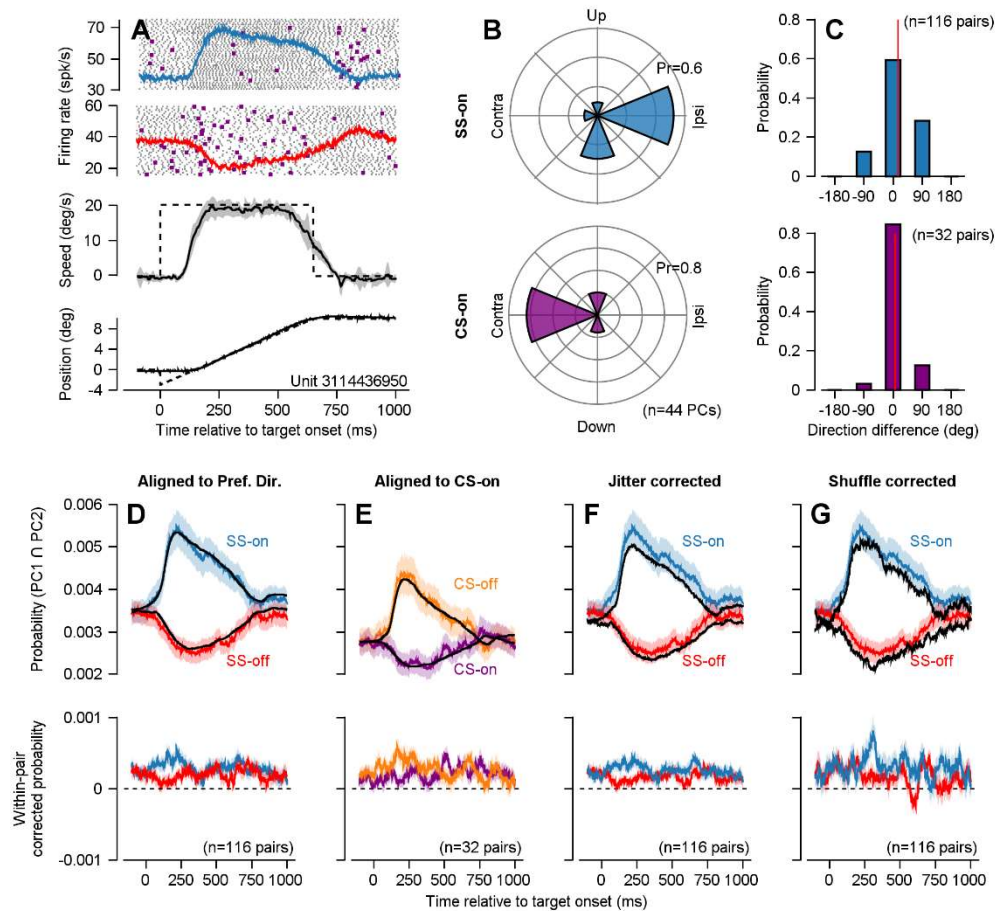 A
70
50
30
Firing rate (spk/s)
60
40
20
Speed (deg/s)
20
10
0
Position (deg)
8
4
0
-4
Unit 3114436950
0 250 500 750 1000
Time relative to target onset (ms)
B
Up
Pr=0.6
SS-on
Contra
Ipsi
CS-on
Contra
Pr=0.8
Ipsi
(n=44 PCs)
Down
C
(n=116 pairs)
Probability
0.8
0.6
0.4
0.2
0
-180 -90 0 90 180
(n=32 pairs)
Probability
0.8
0.6
0.4
0.2
0
-180 -90 0 90 180
Direction difference (deg)
Aligned to Pref. Dir.
Aligned to CS-on
Jitter corrected
Shuffle corrected
D
E
F
G
Probability (PC1 ∩ PC2)
0.006
0.005
0.004
0.003
0.002
SS-on
SS-off
CS-off
CS-on
SS-on
SS-off
SS-on
SS-off
Within-pair
corrected probability
0.001
0
-0.001
(n=116 pairs)
(n=32 pairs)
(n=116 pairs)
(n=116 pairs)
0 250 500 750 1000
0 250 500 750 1000
0 250 500 750 1000
0 250 500 750 1000
Time relative to target onset (ms)